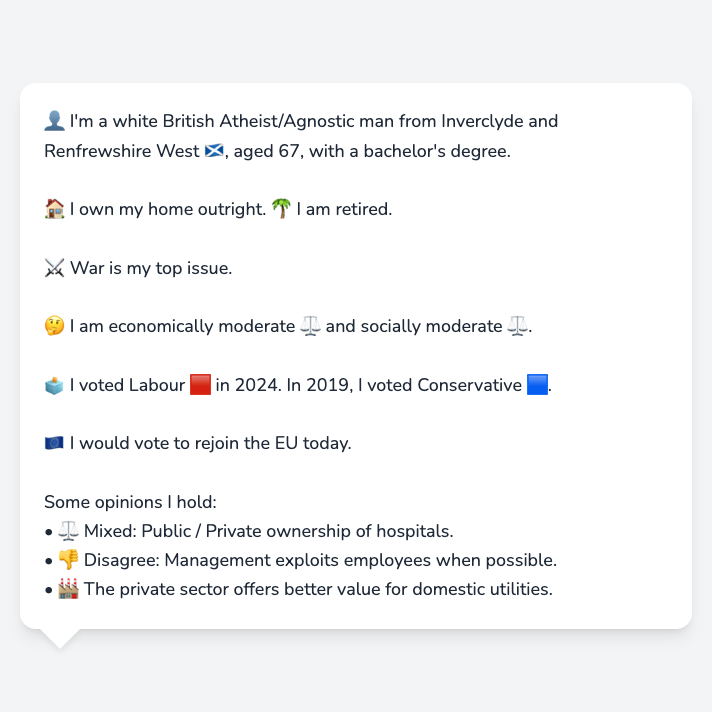 👤 I'm a white British Atheist/Agnostic man from Inverclyde and
Renfrewshire West 🏴󠁧󠁢󠁳󠁣󠁴󠁿, aged 67, with a bachelor's degree.
🏠 I own my home outright. 🌴 I am retired.
⚔️ War is my top issue.
🤔 I am economically moderate ⚖️ and socially moderate ⚖️.
🗳️ I voted Labour 🟥 in 2024. In 2019, I voted Conservative 🟦.
🇪🇺 I would vote to rejoin the EU today.
Some opinions I hold:
• ⚖️ Mixed: Public / Private ownership of hospitals.
• 👎 Disagree: Management exploits employees when possible.
• 🏭 The private sector offers better value for domestic utilities.